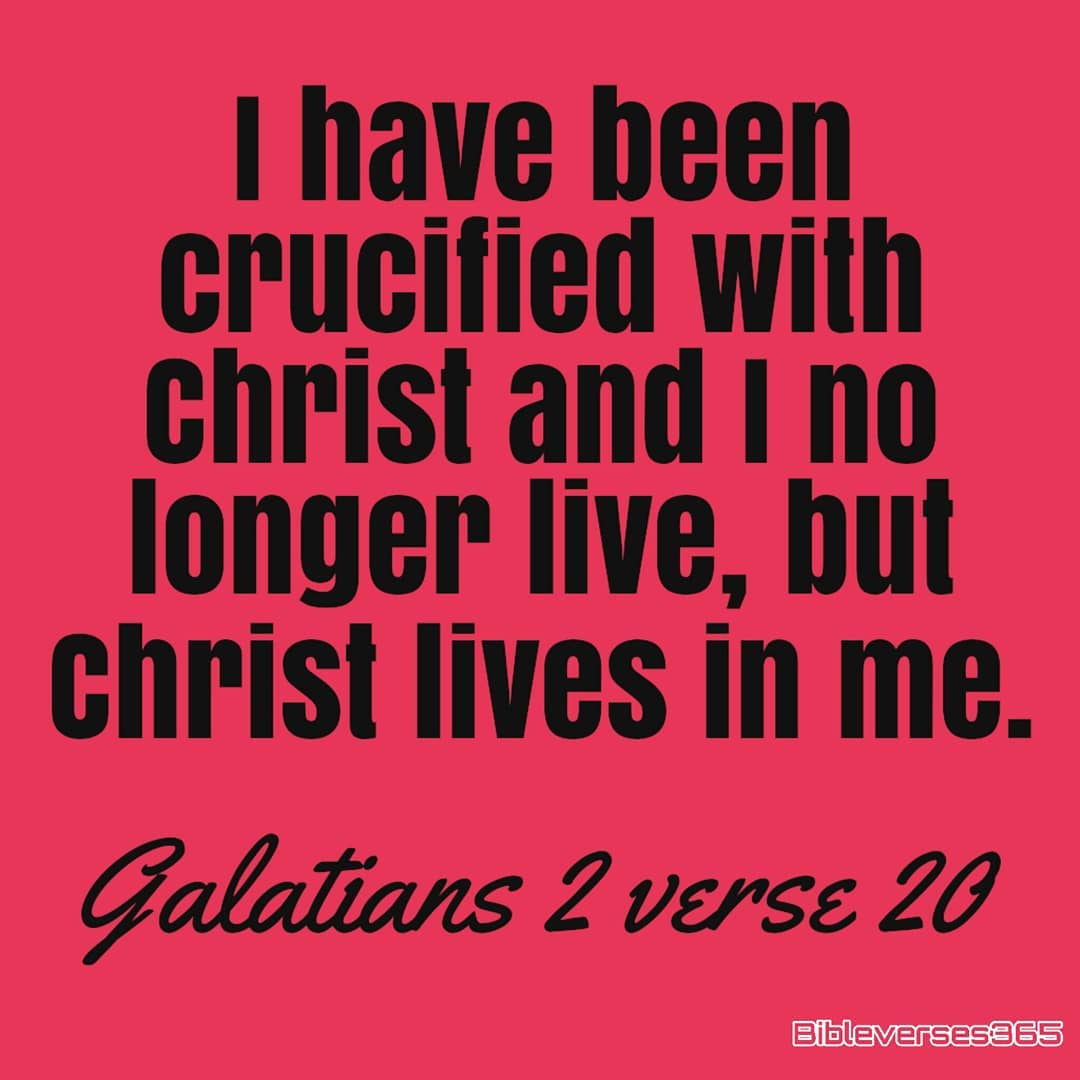 I have been
crucified with
Christ and I no
longer live, but
Christ lives in me.
Galatians 2 verse 20
Bibleverses365